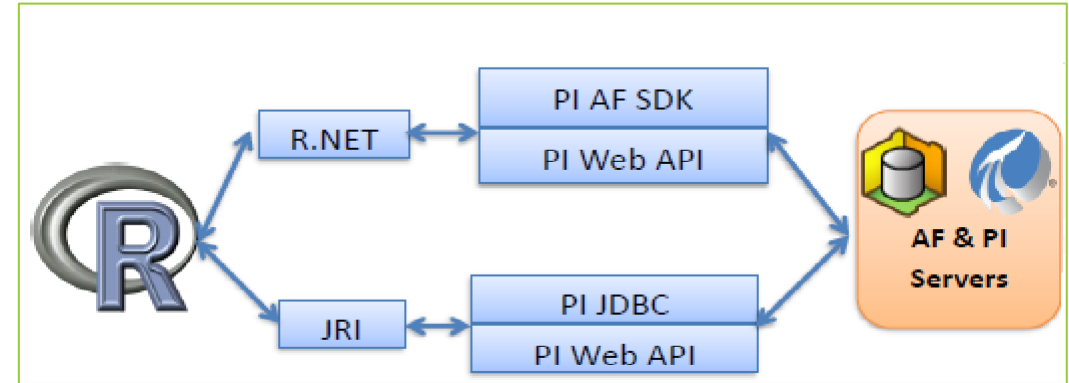 PI AF SDK
R.NET
PI Web API
R
AF & PI
Servers
PI JDBC
JRI
PI Web API